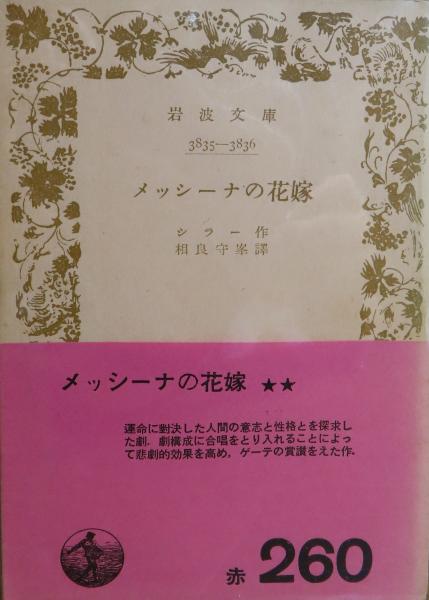 岩波文庫
3835—3836
メッシーナの花嫁
シラー作
相良守峯譯
メッシーナの花嫁 ★★
運命に對決した人間の意志と性格とを探求し
た劇．劇構成に合唱をとり入れることによっ
て悲劇的効果を高め，ゲーテの賞讃をえた作．
赤 260